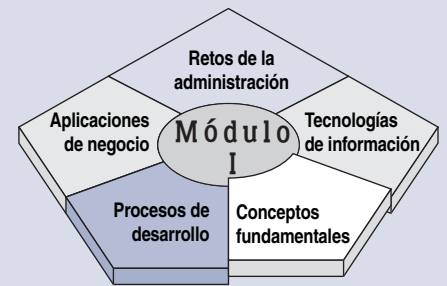 Retos de la
administración
Aplicaciones
de negocio
Módulo
I
Tecnologías
de información
Procesos de
desarrollo
Conceptos
fundamentales